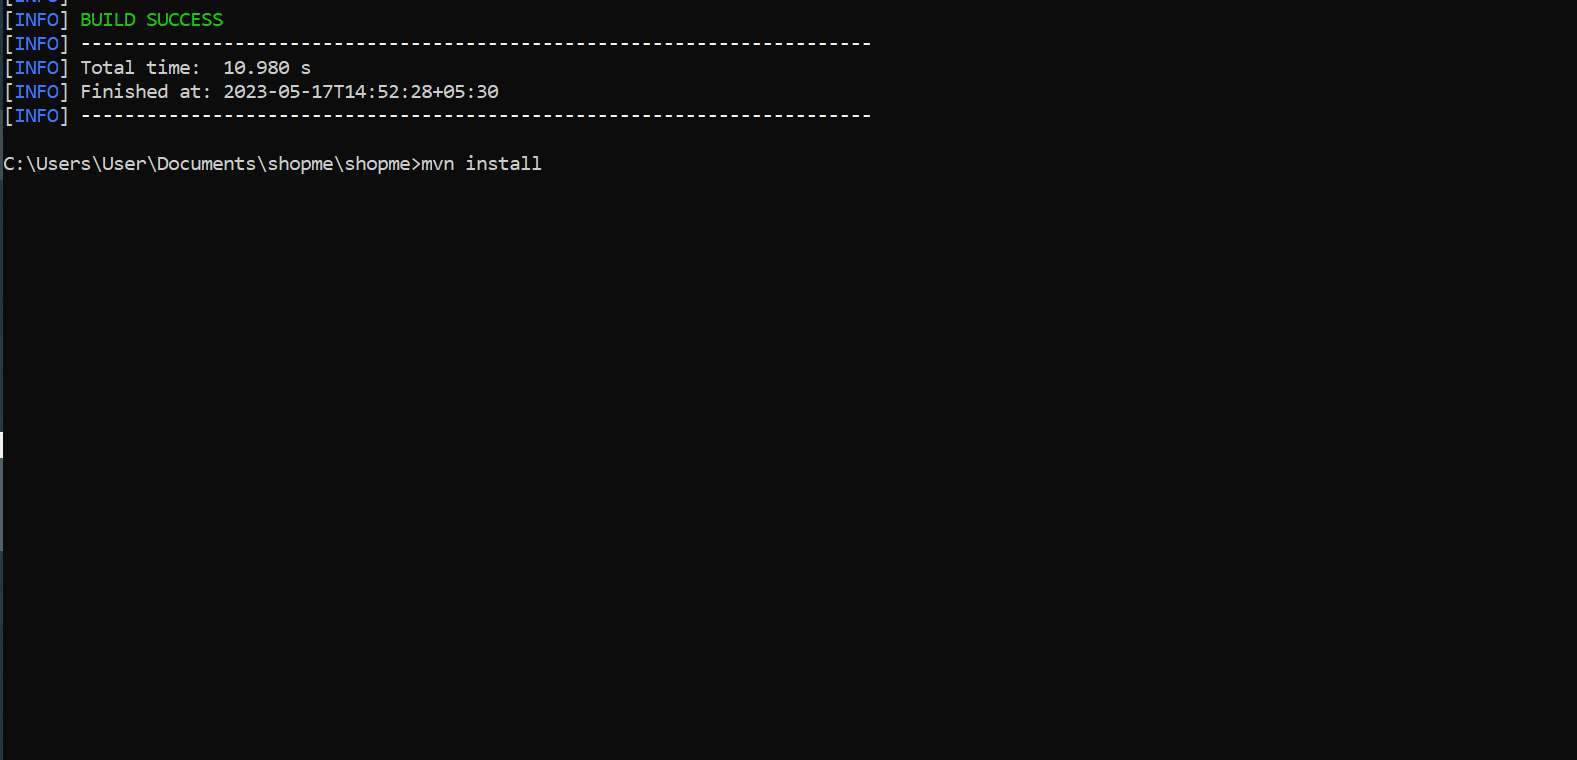 [INFO] BUILD SUCCESS
[INFO] ------------------------------------------------------------------------
[INFO] Total time:  10.980 s
[INFO] Finished at: 2023-05-17T14:52:28+05:30
[INFO] ------------------------------------------------------------------------
C:\Users\User\Documents\shopme\shopme>mvn install